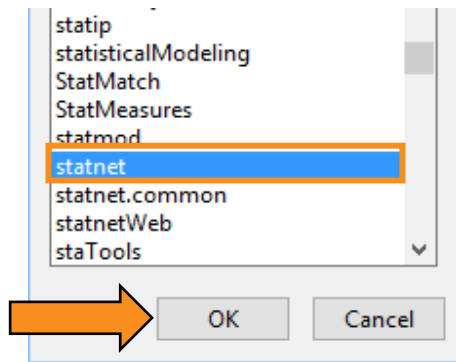 statip
statisticalModeling
StatMatch
StatMeasures
statmod
statnet
statnet.common
statnetWeb
staTools
OK
Cancel